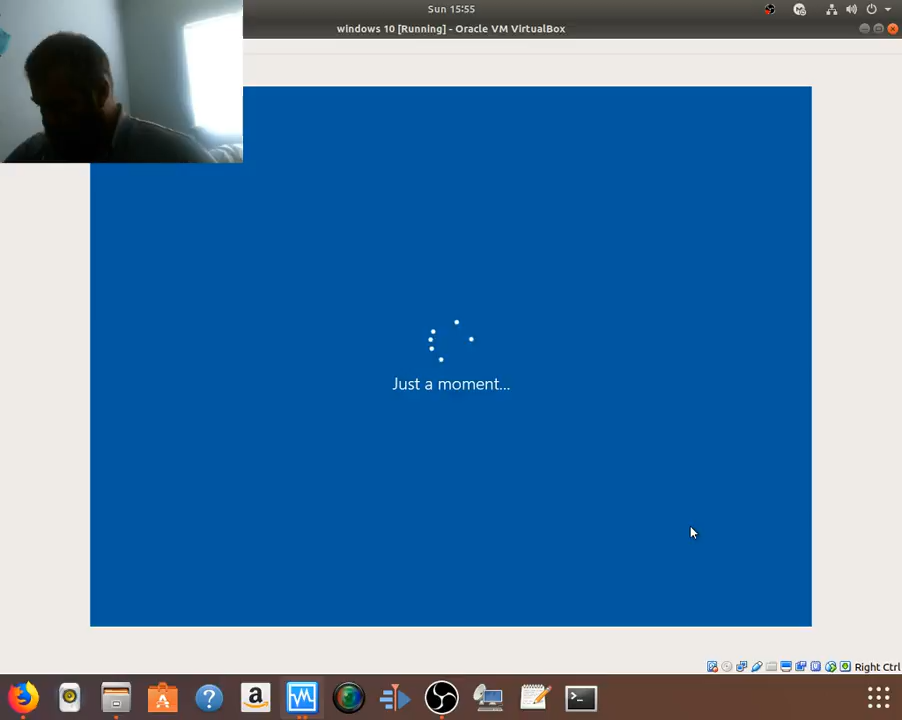 Sun 15:55
windows 10 [Running] - Oracle VM VirtualBox
Just a moment...
Right Ctrl